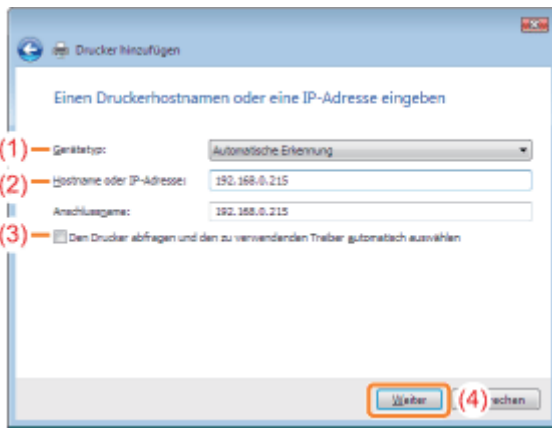 Drucker hinzufügen
Einen Druckerhostnamen oder eine IP-Adresse eingeben
(1) Gerätetyp: Automatische Erkennung
(2) Hostname oder IP-Adresse: 192.168.0.215
Anschlussname: 192.168.0.215
(3) Den Drucker abfragen und den zu verwendenden Treiber automatisch auswählen
Weiter (4) echen